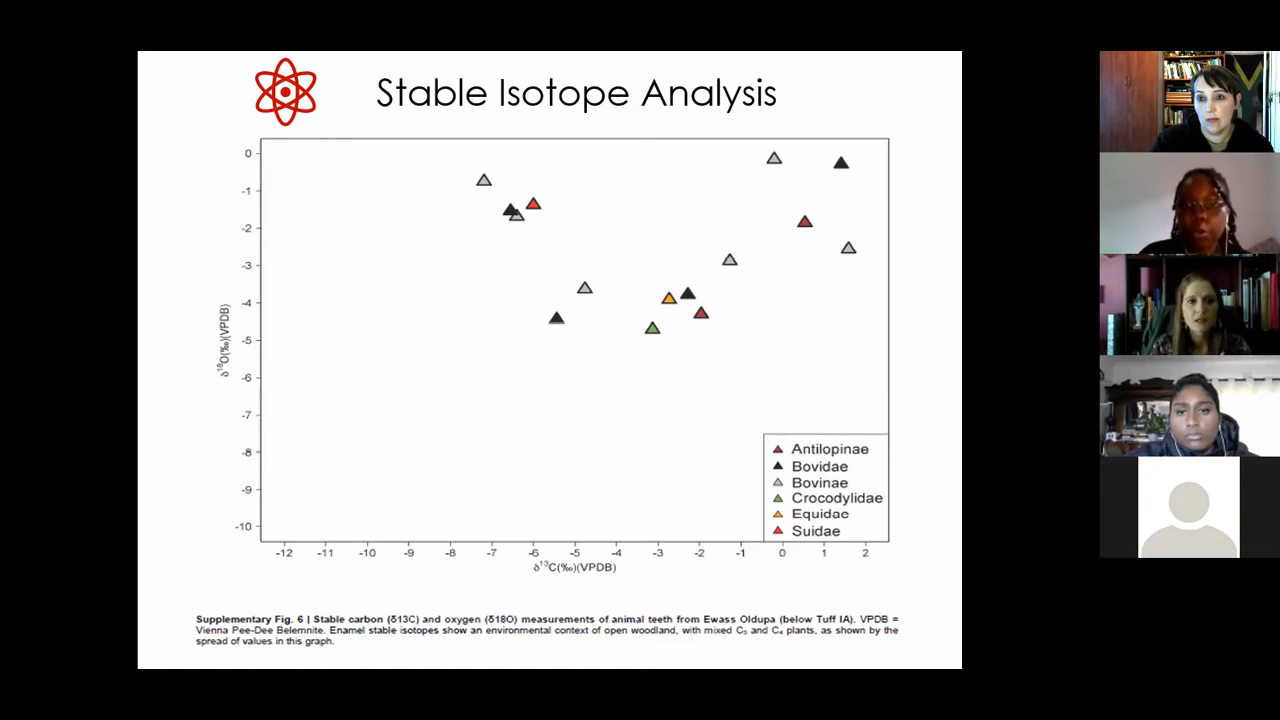 Stable Isotope Analysis
0
-1
-2
-3
-4
-5
-6
-7
-8
-9
-10
δ¹⁸O(‰)(VPDB)
Antilopinae
Bovidae
Bovinae
Crocodylidae
Equidae
Suidae
-12 -11 -10 -9 -8 -7 -6 -5 -4 -3 -2 -1 0 1 2
δ¹³C(‰)(VPDB)
Supplementary Fig. 6 | Stable carbon (δ13C) and oxygen (δ18O) measurements of animal teeth from Ewass Oldupa (below Tuff IA). VPDB =
Vienna Pee-Dee Belemnite. Enamel stable isotopes show an environmental context of open woodland, with mixed C₃ and C₄ plants, as shown by the
spread of values in this graph.